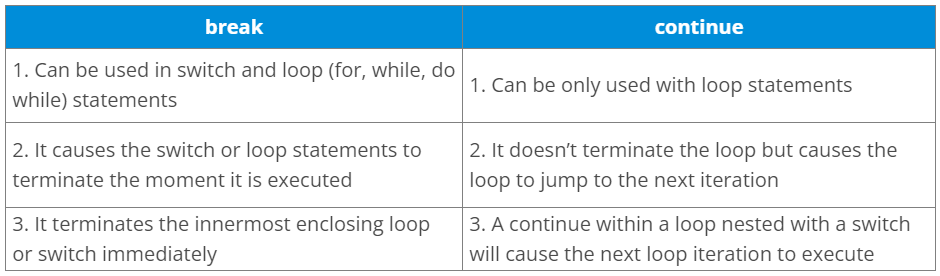 break
continue
1. Can be used in switch and loop (for, while, do
while) statements
1. Can be only used with loop statements
2. It causes the switch or loop statements to
terminate the moment it is executed
2. It doesn’t terminate the loop but causes the
loop to jump to the next iteration
3. It terminates the innermost enclosing loop
or switch immediately
3. A continue within a loop nested with a switch
will cause the next loop iteration to execute